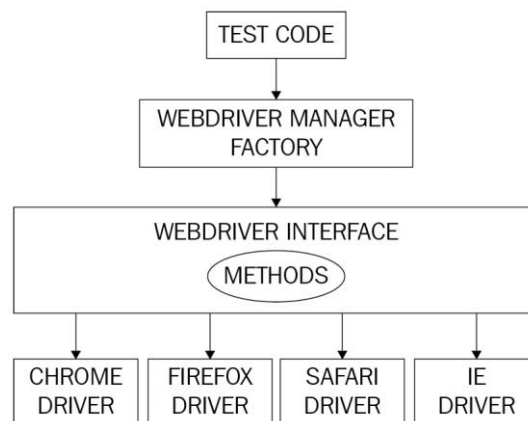 TEST CODE
WEBDRIVER MANAGER
FACTORY
WEBDRIVER INTERFACE
METHODS
CHROME
DRIVER
FIREFOX
DRIVER
SAFARI
DRIVER
IE
DRIVER